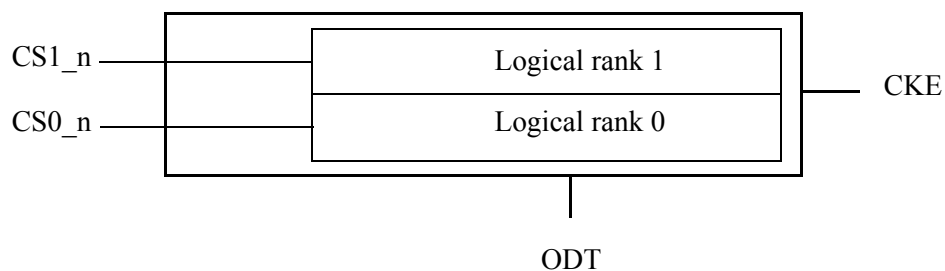 CS1_n
Logical rank 1
CKE
CS0_n
Logical rank 0
ODT